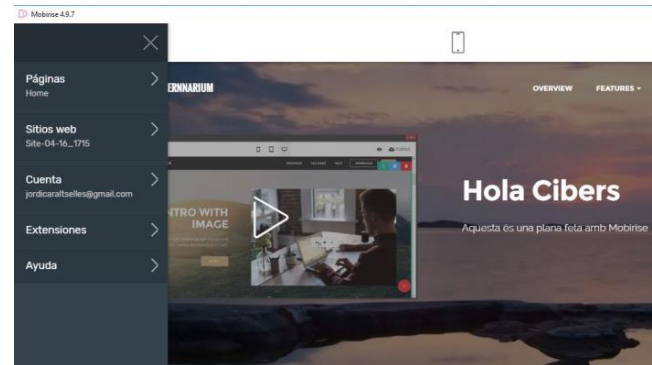 Mobirise 4.9.7
Páginas
Home
Sitios web
Site-04-16_1715
Cuenta
jordicaraltselles@gmail.com
Extensiones
Ayuda
ERNNARIUM
OVERVIEW FEATURES
NTRO WITH
IMAGE
Hola Cibers
Aquesta és una plana feta amb Mobirise